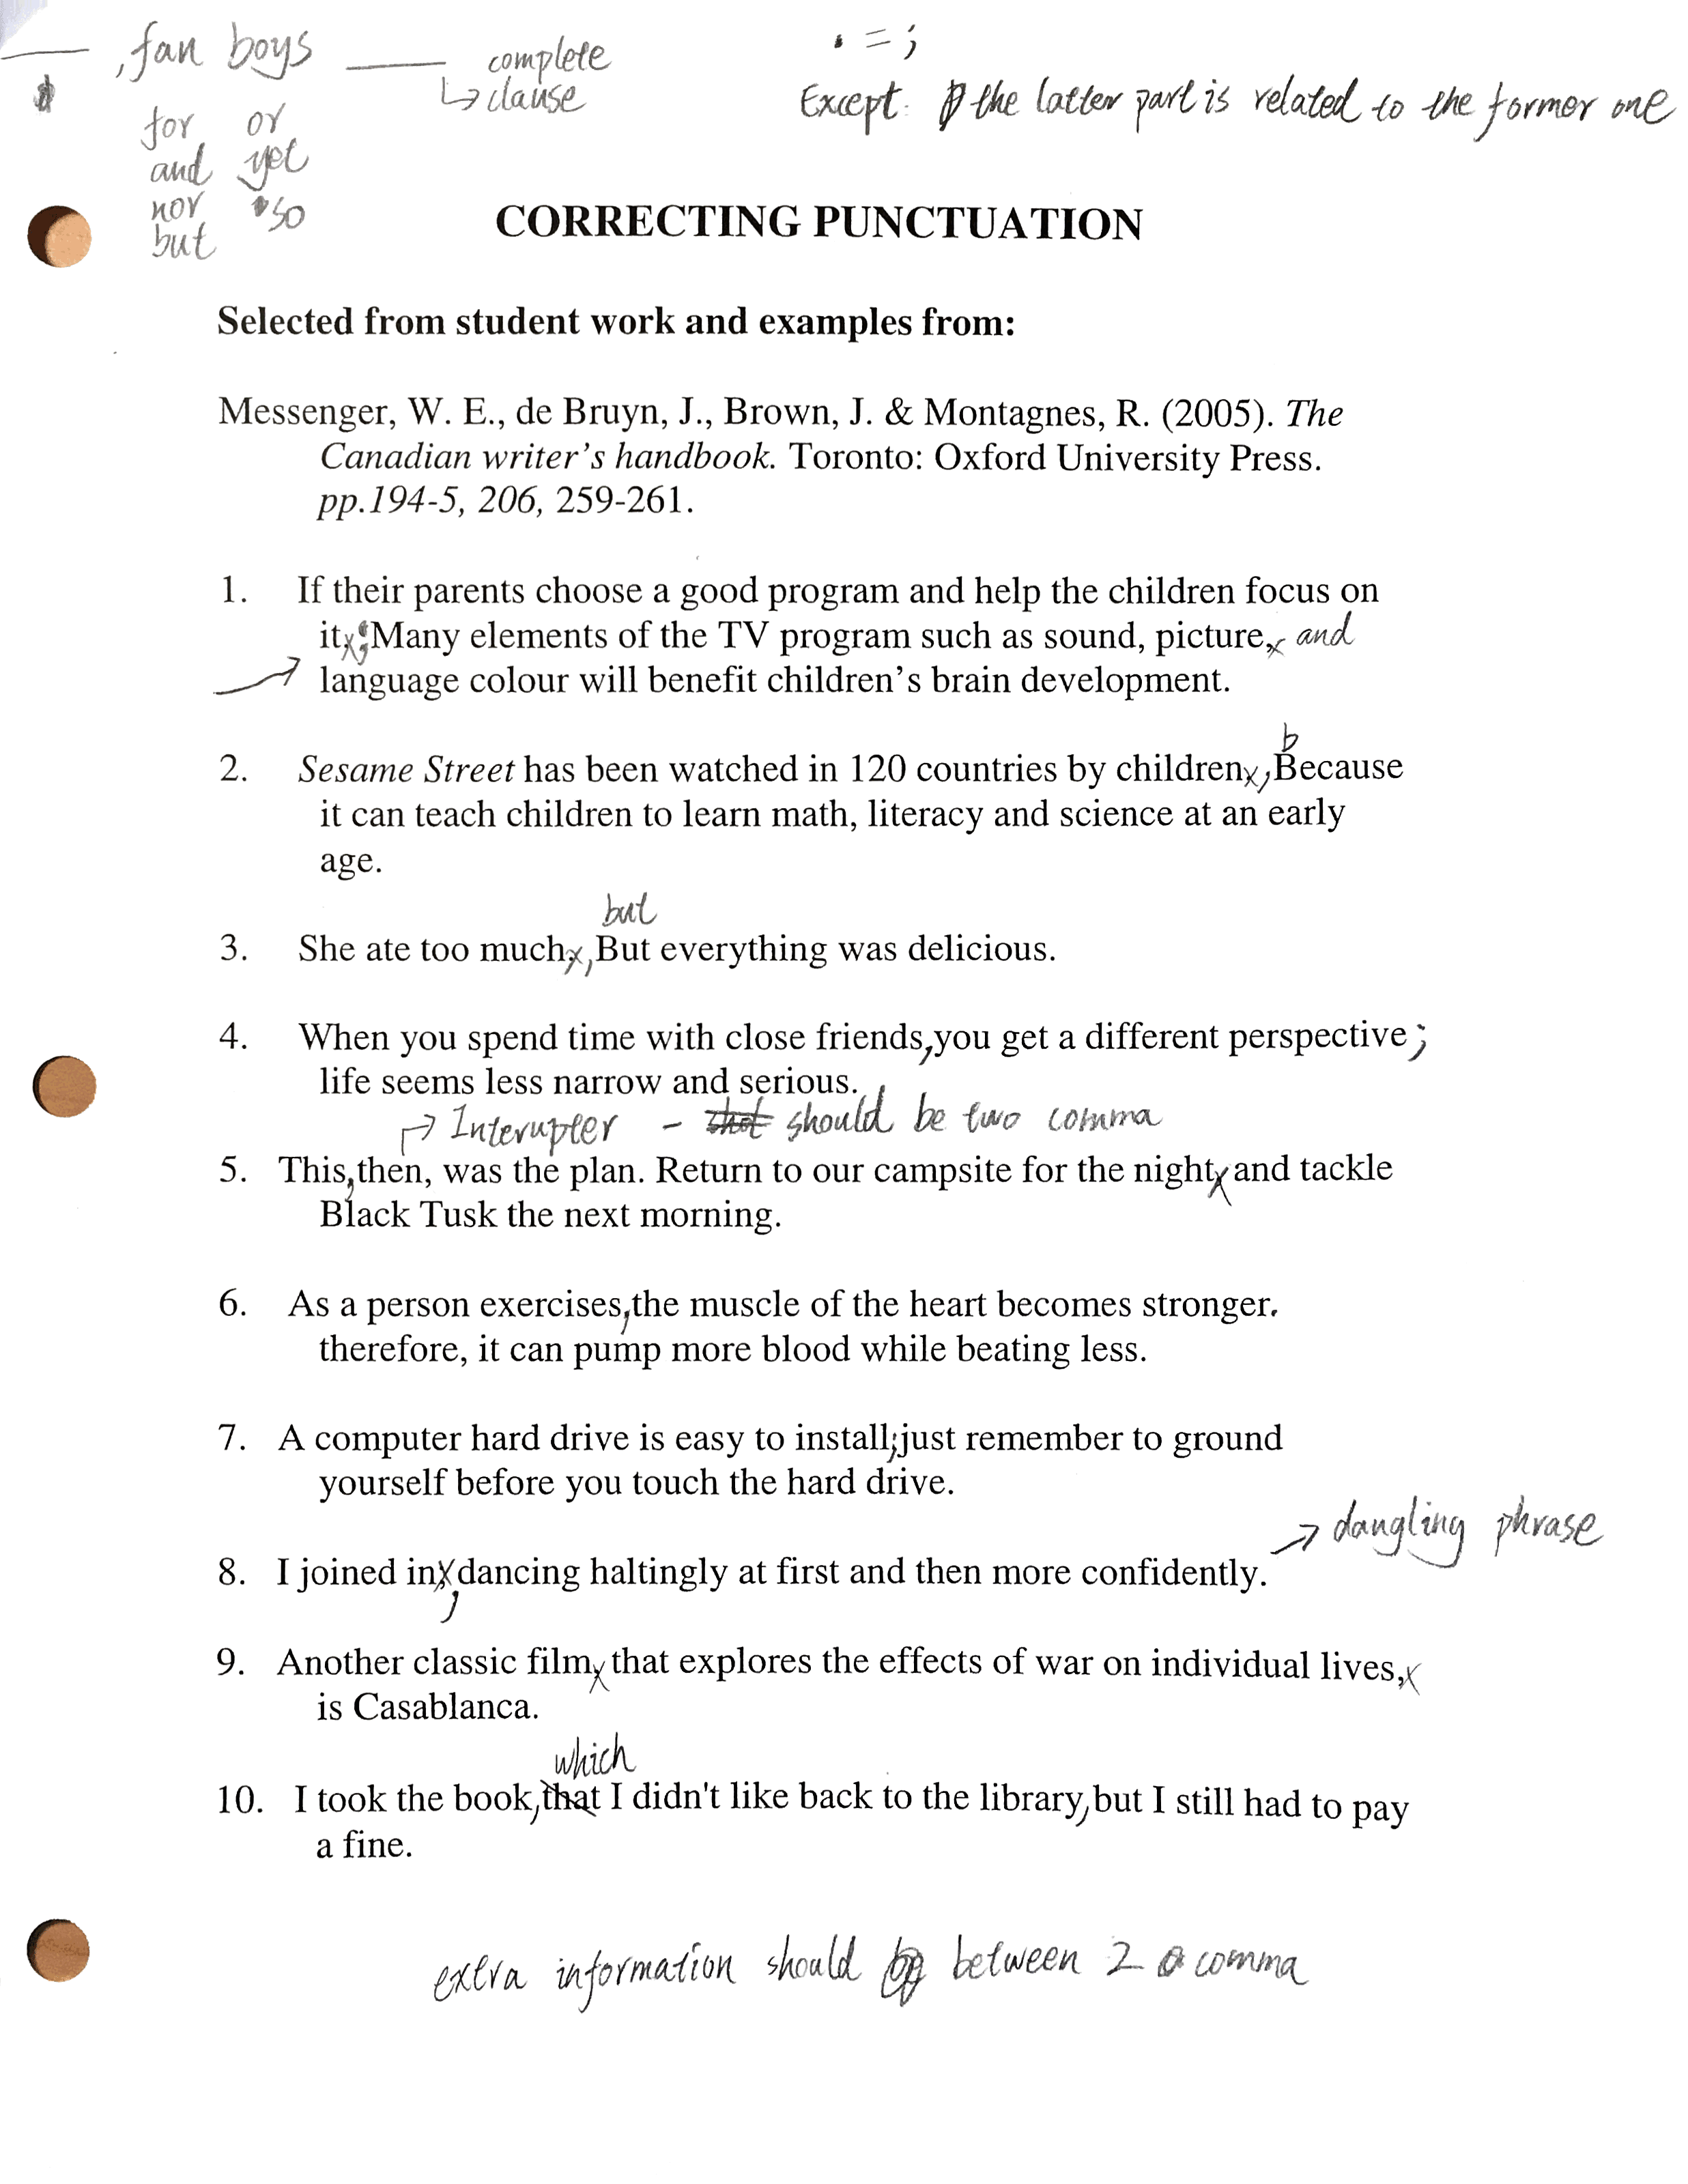 , fan boys ____ complete
↳ clause
. = ;
Except: the latter part is related to the former one
for or
and yet
nor so
but
CORRECTING PUNCTUATION
Selected from student work and examples from:
Messenger, W. E., de Bruyn, J., Brown, J. & Montagnes, R. (2005). The
Canadian writer's handbook. Toronto: Oxford University Press.
pp.194-5, 206, 259-261.
1. If their parents choose a good program and help the children focus on
it, Many elements of the TV program such as sound, picture, and
language colour will benefit children's brain development.
b
2. Sesame Street has been watched in 120 countries by children, Because
it can teach children to learn math, literacy and science at an early
age.
but
3. She ate too much, But everything was delicious.
4. When you spend time with close friends, you get a different perspective;
life seems less narrow and serious.
→ Interupter - should be two comma
5. This, then, was the plan. Return to our campsite for the night, and tackle
Black Tusk the next morning.
6. As a person exercises, the muscle of the heart becomes stronger.
therefore, it can pump more blood while beating less.
7. A computer hard drive is easy to install; just remember to ground
yourself before you touch the hard drive.
→ dangling phrase
8. I joined in, dancing haltingly at first and then more confidently.
9. Another classic film, that explores the effects of war on individual lives,
is Casablanca.
which
10. I took the book, that I didn't like back to the library, but I still had to pay
a fine.
extra information should be between 2 comma